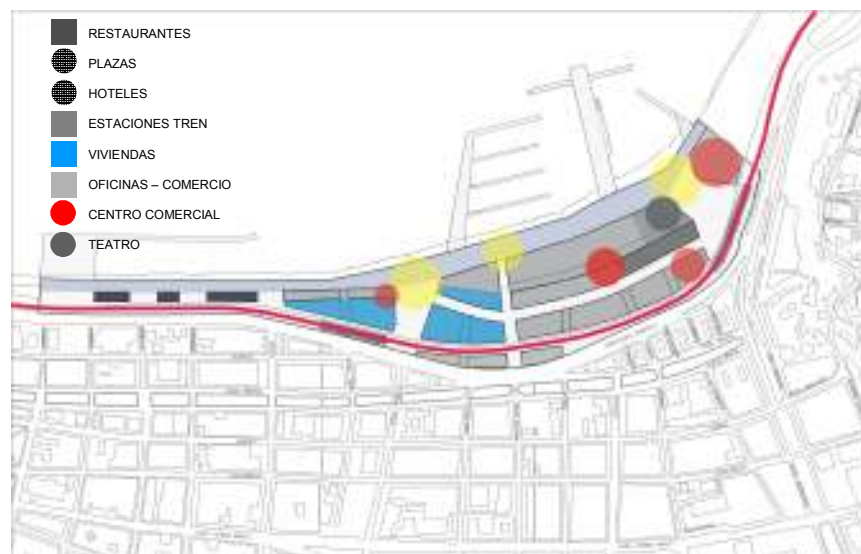 RESTAURANTES
PLAZAS
HOTELES
ESTACIONES TREN
VIVIENDAS
OFICINAS – COMERCIO
CENTRO COMERCIAL
TEATRO